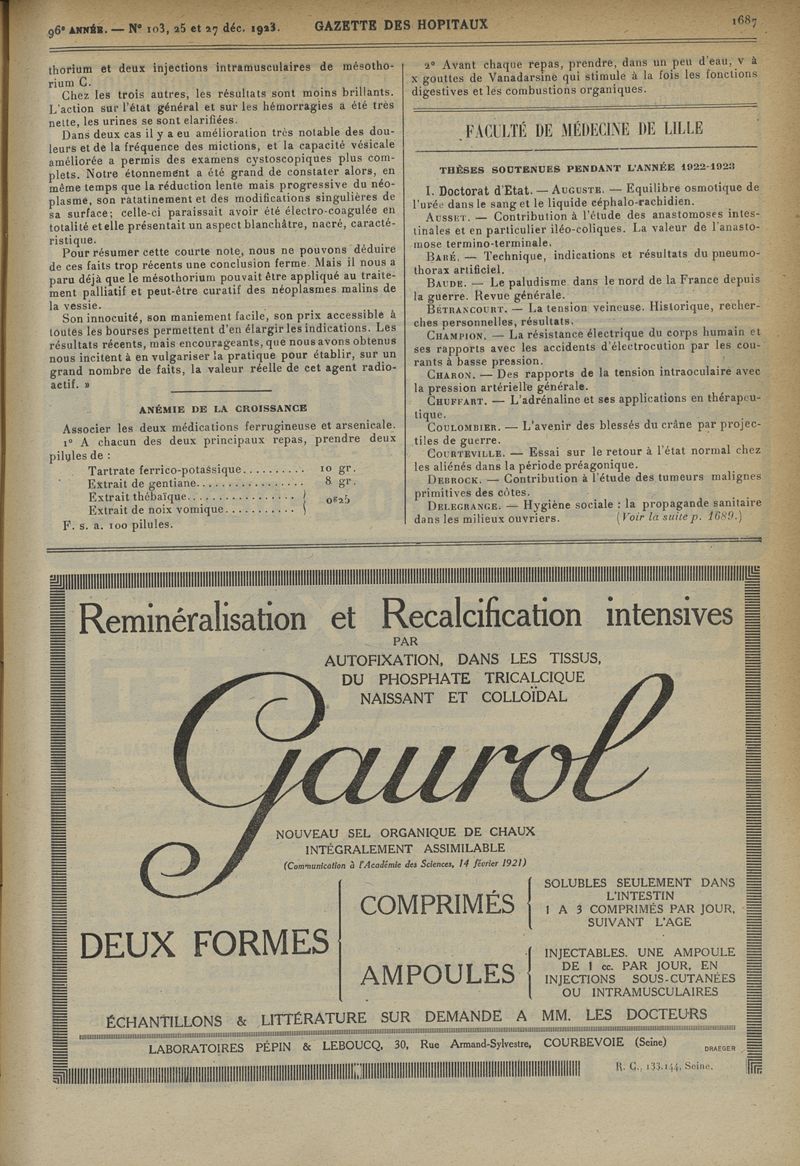 96e ANNÉE. — No 103, 25 et 27 déc. 1923.
GAZETTE DES HOPITAUX
1687
thorium et deux injections intramusculaires de mésotho-
rium C.
Chez les trois autres, les résultats sont moins brillants.
L'action sur l'état général et sur les hémorragies a été très
nette, les urines se sont clarifiées.
Dans deux cas il y a eu amélioration très notable des dou-
leurs et de la fréquence des mictions, et la capacité vésicale
améliorée a permis des examens cystoscopiques plus com-
plets. Notre étonnement a été grand de constater alors, en
même temps que la réduction lente mais progressive du néo-
plasme, son ratatinement et des modifications singulières de
sa surface; celle-ci paraissait avoir été électro-coagulée en
totalité et elle présentait un aspect blanchâtre, nacré, caracté-
ristique.
Pour résumer cette courte note, nous ne pouvons déduire
de ces faits trop récents une conclusion ferme. Mais il nous a
paru déjà que le mésothorium pouvait être appliqué au traite-
ment palliatif et peut-être curatif des néoplasmes malins de
la vessie.
Son innocuité, son maniement facile, son prix accessible à
toutes les bourses permettent d'en élargir les indications. Les
résultats récents, mais encourageants, que nous avons obtenus
nous incitent à en vulgariser la pratique pour établir, sur un
grand nombre de faits, la valeur réelle de cet agent radio-
actif. »
ANÉMIE DE LA CROISSANCE
Associer les deux médications ferrugineuse et arsenicale.
1o A chacun des deux principaux repas, prendre deux
pilules de :
Tartrate ferrico-potassique.......... 10 gr.
Extrait de gentiane................ 8 gr.
Extrait thébaïque................ }
Extrait de noix vomique........... } 0g25
F. s. a. 100 pilules.
2o Avant chaque repas, prendre, dans un peu d'eau, v à
x gouttes de Vanadarsine qui stimule à la fois les fonctions
digestives et les combustions organiques.
FACULTÉ DE MÉDECINE DE LILLE
THÈSES SOUTENUES PENDANT L'ANNÉE 1922-1923
I. Doctorat d'Etat. — AUGUSTE. — Equilibre osmotique de
l'urée dans le sang et le liquide céphalo-rachidien.
AUSSET. — Contribution à l'étude des anastomoses intes-
tinales et en particulier iléo-coliques. La valeur de l'anasto-
mose termino-terminale.
BARÉ. — Technique, indications et résultats du pneumo-
thorax artificiel.
BAUDE. — Le paludisme dans le nord de la France depuis
la guerre. Revue générale.
BÉTRANCOURT. — La tension veineuse. Historique, recher-
ches personnelles, résultats.
CHAMPION. — La résistance électrique du corps humain et
ses rapports avec les accidents d'électrocution par les cou-
rants à basse pression.
CHARON. — Des rapports de la tension intraoculaire avec
la pression artérielle générale.
CHUFFART. — L'adrénaline et ses applications en thérapeu-
tique.
COULOMBIER. — L'avenir des blessés du crâne par projec-
tiles de guerre.
COURTEVILLE. — Essai sur le retour à l'état normal chez
les aliénés dans la période préagonique.
DEBROCK. — Contribution à l'étude des tumeurs malignes
primitives des côtes.
DELEGRANGE. — Hygiène sociale : la propagande sanitaire
dans les milieux ouvriers. (Voir la suite p. 1689.)
Reminéralisation et Recalcification intensives
PAR
AUTOFIXATION, DANS LES TISSUS,
DU PHOSPHATE TRICALCIQUE
NAISSANT ET COLLOÏDAL
Gaurol
NOUVEAU SEL ORGANIQUE DE CHAUX
INTÉGRALEMENT ASSIMILABLE
(Communication à l'Académie des Sciences, 14 février 1921)
DEUX FORMES
COMPRIMÉS
SOLUBLES SEULEMENT DANS
L'INTESTIN
1 A 3 COMPRIMÉS PAR JOUR,
SUIVANT L'AGE
AMPOULES
INJECTABLES. UNE AMPOULE
DE 1 cc. PAR JOUR, EN
INJECTIONS SOUS-CUTANÉES
OU INTRAMUSCULAIRES
ÉCHANTILLONS & LITTÉRATURE SUR DEMANDE A MM. LES DOCTEURS
LABORATOIRES PÉPIN & LEBOUCQ, 30, Rue Armand-Sylvestre, COURBEVOIE (Seine)
DRAEGER
R. C., 133.144, Seine.